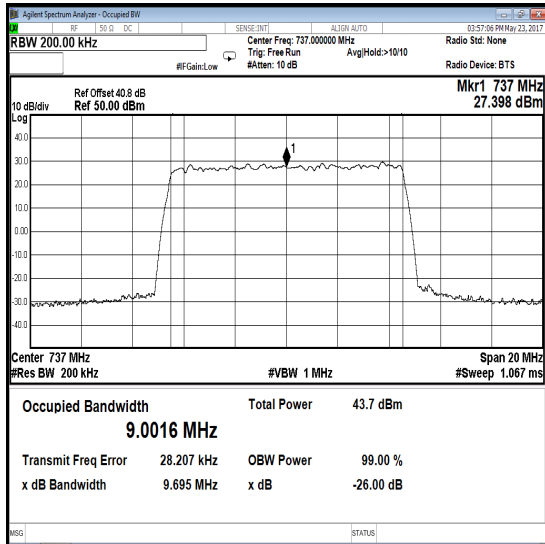 Agilent Spectrum Analyzer - Occupied BW
RF 50 Ω DC SENSE:INT ALIGN AUTO 03:57:06 PM May 23, 2017
RBW 200.00 kHz Center Freq: 737.000000 MHz Radio Std: None
Trig: Free Run Avg|Hold:>10/10
#IFGain:Low #Atten: 10 dB Radio Device: BTS
Mkr1 737 MHz
Ref Offset 40.8 dB
10 dB/div Ref 50.00 dBm 27.398 dBm
Log
40.0
1
30.0
20.0
10.0
0.00
-10.0
-20.0
-30.0
-40.0
Center 737 MHz Span 20 MHz
#Res BW 200 kHz #VBW 1 MHz #Sweep 1.067 ms
Occupied Bandwidth Total Power 43.7 dBm
9.0016 MHz
Transmit Freq Error 28.207 kHz OBW Power 99.00 %
x dB Bandwidth 9.695 MHz x dB -26.00 dB
MSG STATUS